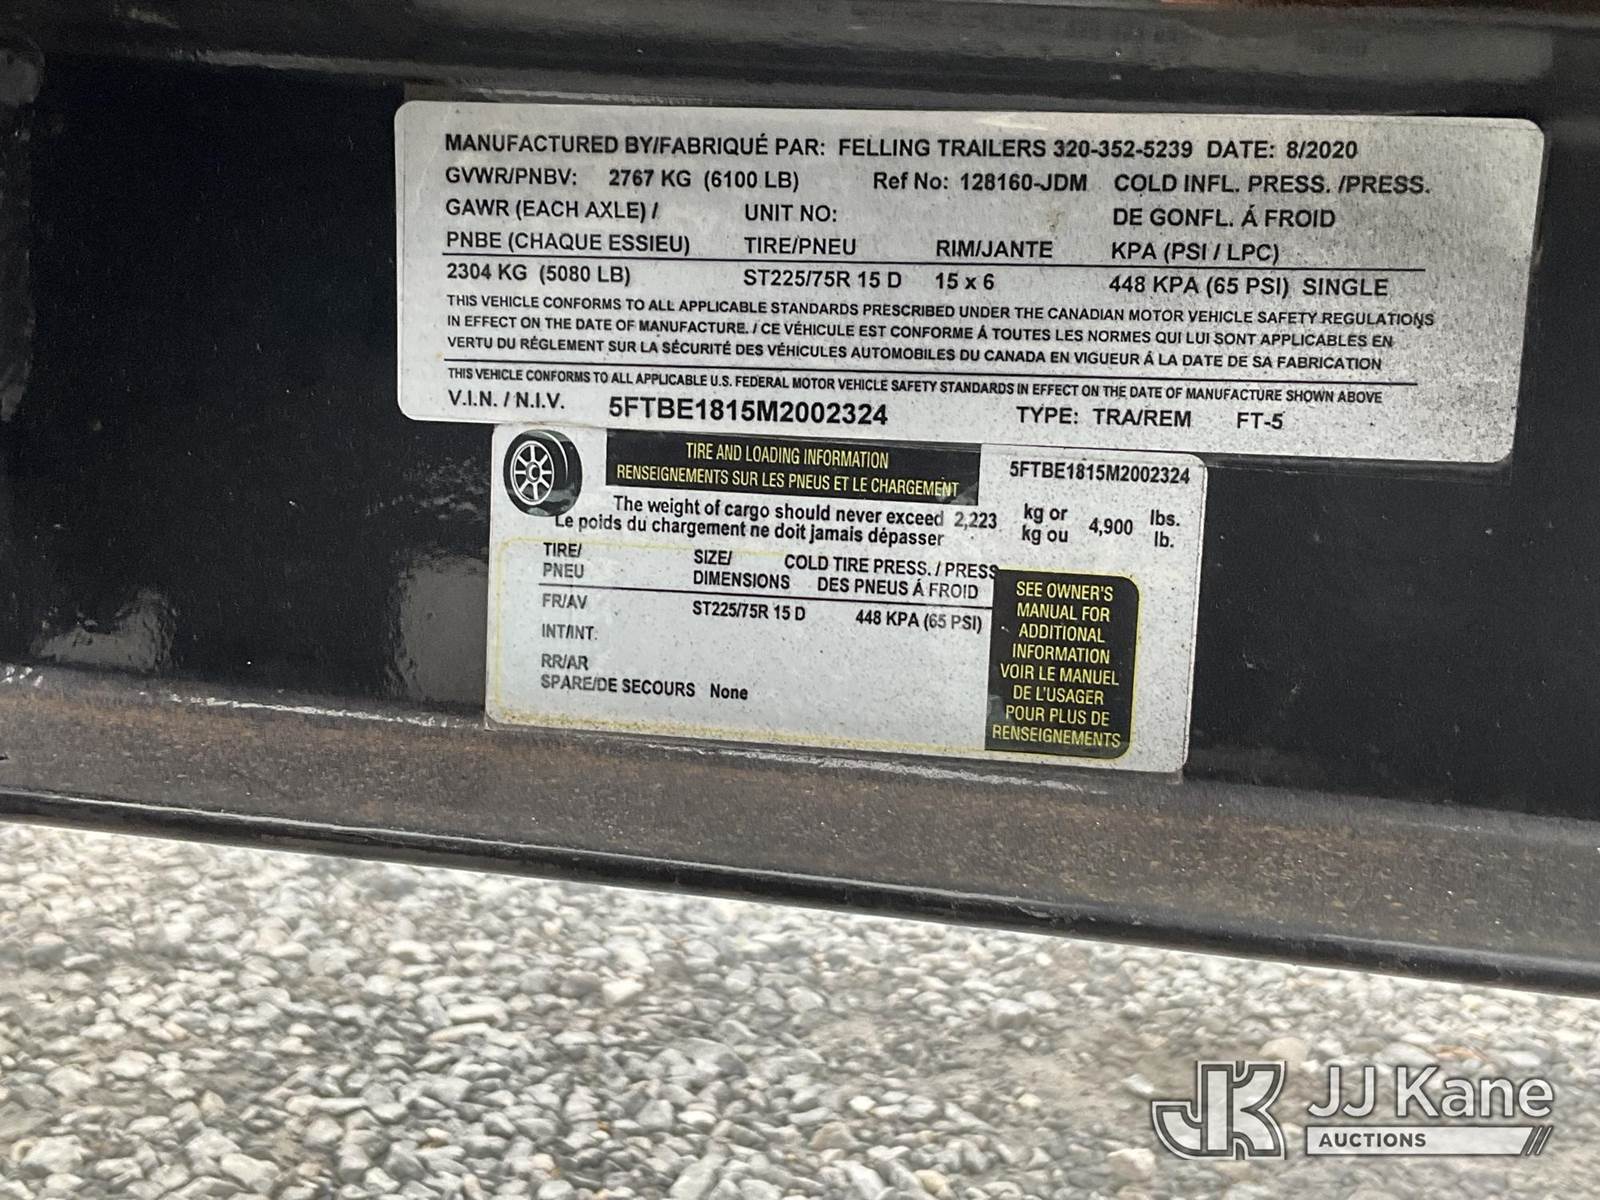 MANUFACTURED BY/FABRIQUÉ PAR: FELLING TRAILERS 320-352-5239 DATE: 8/2020
GVWR/PNBV: 2767 KG (6100 LB) Ref No: 128160-JDM COLD INFL. PRESS. /PRESS.
GAWR (EACH AXLE) / UNIT NO: DE GONFL. Á FROID
PNBE (CHAQUE ESSIEU) TIRE/PNEU RIM/JANTE KPA (PSI / LPC)
2304 KG (5080 LB) ST225/75R 15 D 15 x 6 448 KPA (65 PSI) SINGLE
THIS VEHICLE CONFORMS TO ALL APPLICABLE STANDARDS PRESCRIBED UNDER THE CANADIAN MOTOR VEHICLE SAFETY REGULATIONS
IN EFFECT ON THE DATE OF MANUFACTURE. / CE VÉHICULE EST CONFORME Á TOUTES LES NORMES QUI LUI SONT APPLICABLES EN
VERTU DU RÉGLEMENT SUR LA SÉCURITÉ DES VÉHICULES AUTOMOBILES DU CANADA EN VIGUEUR Á LA DATE DE SA FABRICATION
THIS VEHICLE CONFORMS TO ALL APPLICABLE U.S. FEDERAL MOTOR VEHICLE SAFETY STANDARDS IN EFFECT ON THE DATE OF MANUFACTURE SHOWN ABOVE
V.I.N. / N.I.V. 5FTBE1815M2002324 TYPE: TRA/REM FT-5
TIRE AND LOADING INFORMATION
RENSEIGNEMENTS SUR LES PNEUS ET LE CHARGEMENT
5FTBE1815M2002324
The weight of cargo should never exceed 2,223 kg or 4,900 lbs.
Le poids du chargement ne doit jamais dépasser kg ou lb.
TIRE/ SIZE/ COLD TIRE PRESS. / PRESS
PNEU DIMENSIONS DES PNEUS Á FROID
FR/AV ST225/75R 15 D 448 KPA (65 PSI)
INT/INT:
RR/AR
SPARE/DE SECOURS None
SEE OWNER'S
MANUAL FOR
ADDITIONAL
INFORMATION
VOIR LE MANUEL
DE L'USAGER
POUR PLUS DE
RENSEIGNEMENTS
JK JJ Kane
AUCTIONS